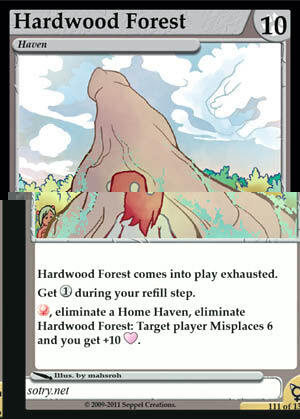 Hardwood Forest 10
Haven
Hardwood Forest comes into play exhausted.
Get ① during your refill step.
, eliminate a Home Haven, eliminate
Hardwood Forest: Target player Misplaces 6
and you get +10 .
Illus. by mahsroh
sotry.net 111 of 13
© 2009-2011 Seppel Creations.